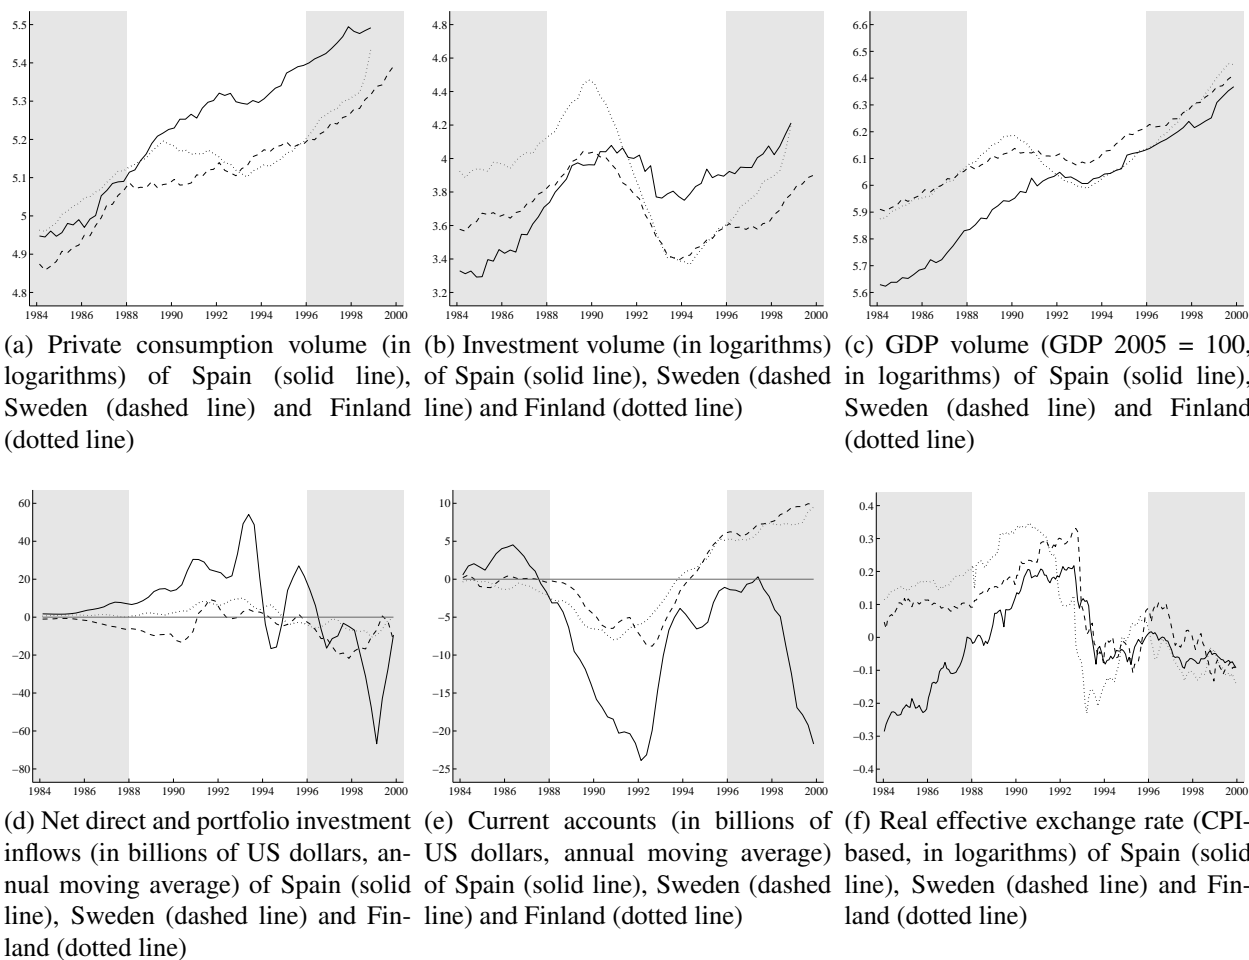 5.5
5.4
5.3
5.2
5.1
5
4.9
4.8
1984 1986 1988 1990 1992 1994 1996 1998 2000
4.8
4.6
4.4
4.2
4
3.8
3.6
3.4
3.2
1984 1986 1988 1990 1992 1994 1996 1998 2000
6.6
6.5
6.4
6.3
6.2
6.1
6
5.9
5.8
5.7
5.6
1984 1986 1988 1990 1992 1994 1996 1998 2000
(a) Private consumption volume (in
logarithms) of Spain (solid line),
Sweden (dashed line) and Finland
(dotted line)
(b) Investment volume (in logarithms)
of Spain (solid line), Sweden (dashed
line) and Finland (dotted line)
(c) GDP volume (GDP 2005 = 100,
in logarithms) of Spain (solid line),
Sweden (dashed line) and Finland
(dotted line)
60
40
20
0
−20
−40
−60
−80
1984 1986 1988 1990 1992 1994 1996 1998 2000
10
5
0
−5
−10
−15
−20
−25
1984 1986 1988 1990 1992 1994 1996 1998 2000
0.4
0.3
0.2
0.1
0
−0.1
−0.2
−0.3
−0.4
1984 1986 1988 1990 1992 1994 1996 1998 2000
(d) Net direct and portfolio investment
inflows (in billions of US dollars, an-
nual moving average) of Spain (solid
line), Sweden (dashed line) and Fin-
land (dotted line)
(e) Current accounts (in billions of
US dollars, annual moving average)
of Spain (solid line), Sweden (dashed
line) and Finland (dotted line)
(f) Real effective exchange rate (CPI-
based, in logarithms) of Spain (solid
line), Sweden (dashed line) and Fin-
land (dotted line)